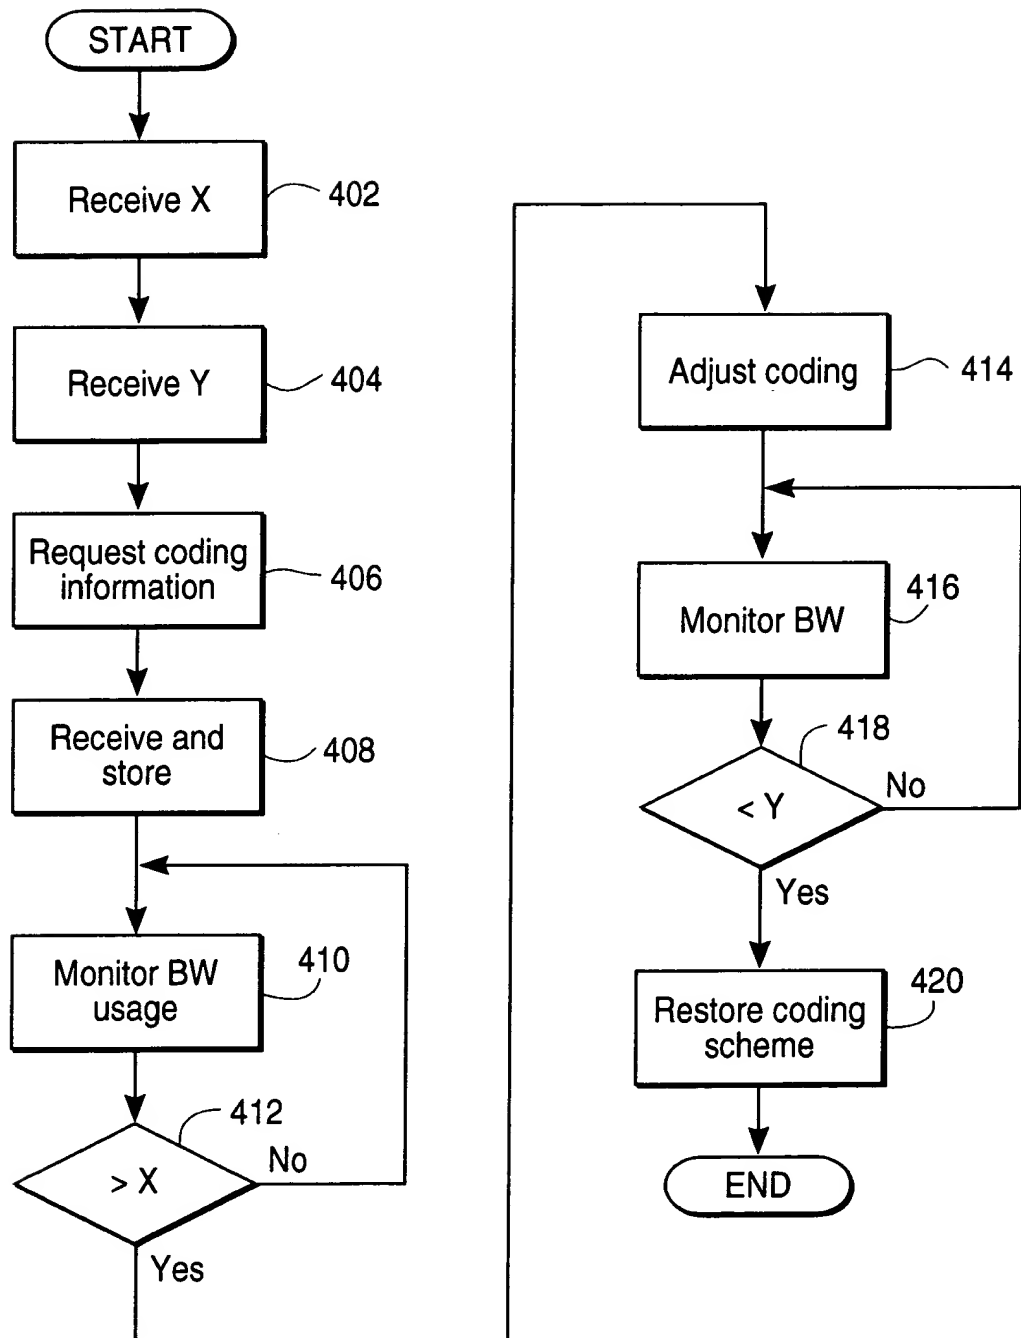 START
Receive X
402
Receive Y
404
Request coding
information
406
Receive and
store
408
Monitor BW
usage
410
> X
412
No
Yes
Adjust coding
414
Monitor BW
416
< Y
418
No
Yes
Restore coding
scheme
420
END